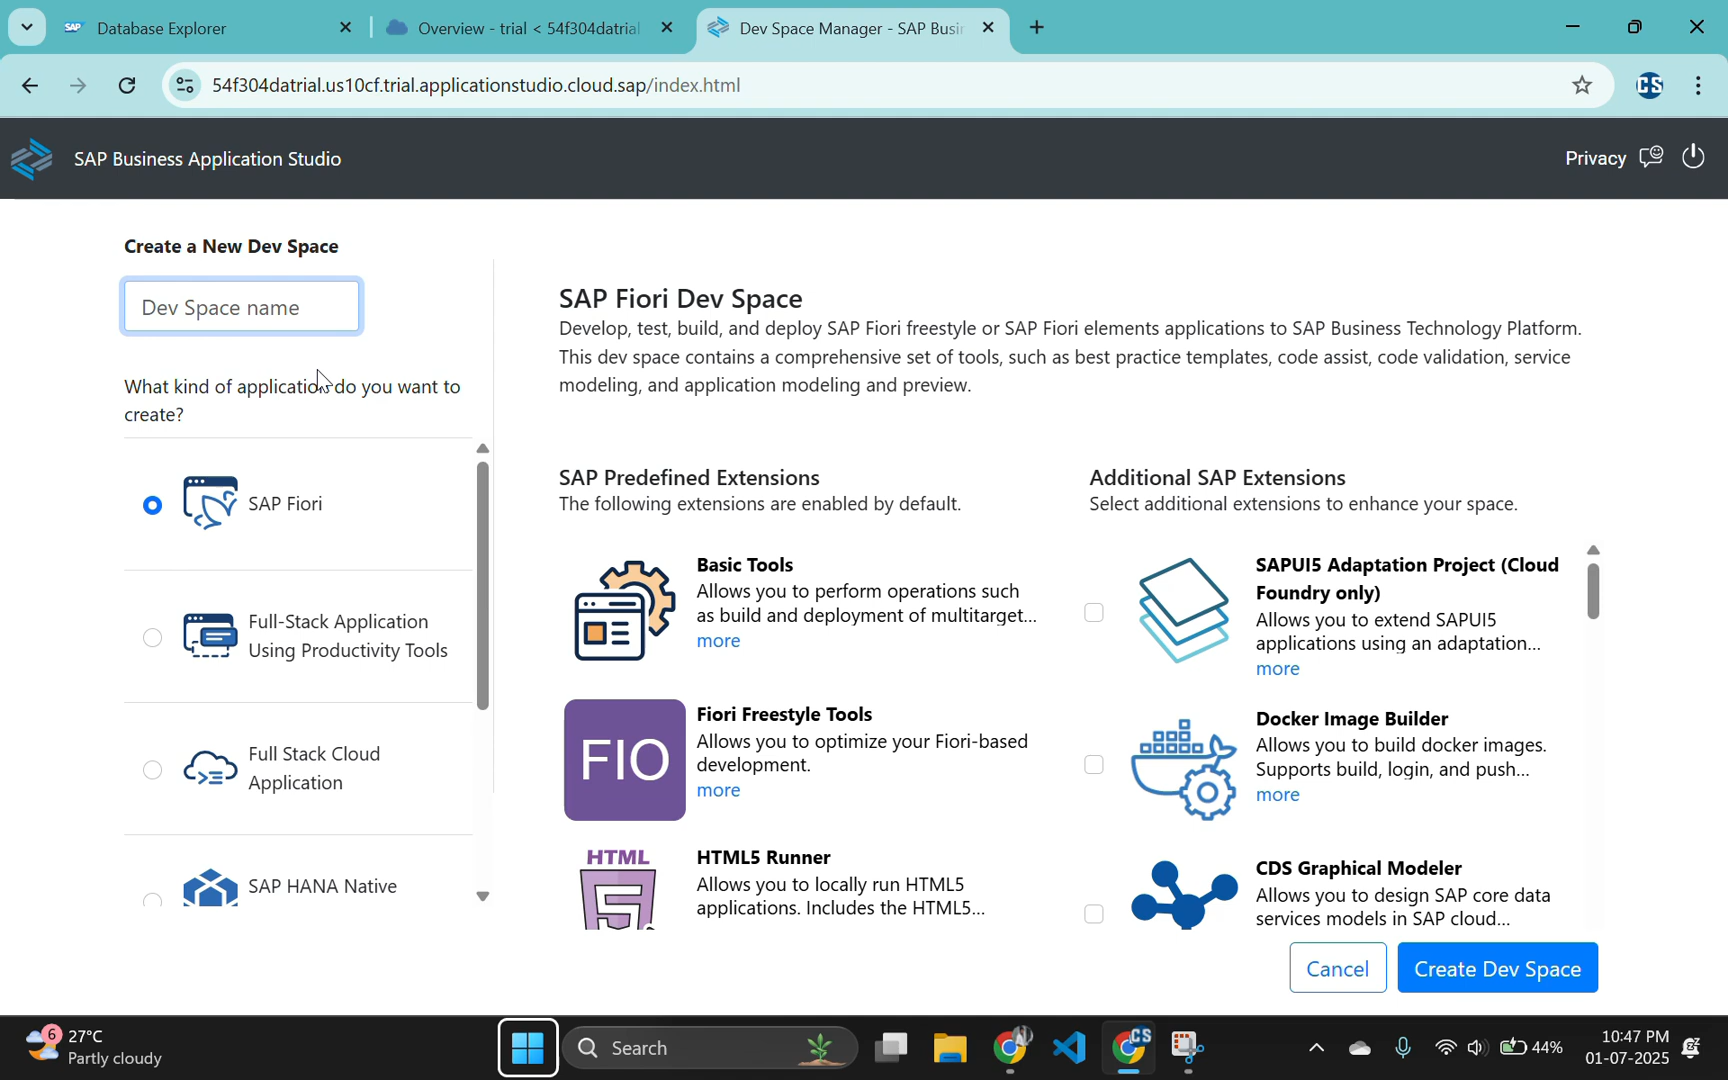 SAP Database Explorer
Overview - trial < 54f304datrial
Dev Space Manager - SAP Busin
54f304datrial.us10cf.trial.applicationstudio.cloud.sap/index.html
CS
SAP Business Application Studio
Privacy
Create a New Dev Space
Dev Space name
What kind of application do you want to
create?
SAP Fiori
Full-Stack Application
Using Productivity Tools
Full Stack Cloud
Application
SAP HANA Native
SAP Fiori Dev Space
Develop, test, build, and deploy SAP Fiori freestyle or SAP Fiori elements applications to SAP Business Technology Platform.
This dev space contains a comprehensive set of tools, such as best practice templates, code assist, code validation, service
modeling, and application modeling and preview.
SAP Predefined Extensions
The following extensions are enabled by default.
Basic Tools
Allows you to perform operations such
as build and deployment of multitarget...
more
FIO
Fiori Freestyle Tools
Allows you to optimize your Fiori-based
development.
more
HTML
HTML5 Runner
Allows you to locally run HTML5
applications. Includes the HTML5...
Additional SAP Extensions
Select additional extensions to enhance your space.
SAPUI5 Adaptation Project (Cloud
Foundry only)
Allows you to extend SAPUI5
applications using an adaptation...
more
Docker Image Builder
Allows you to build docker images.
Supports build, login, and push...
more
CDS Graphical Modeler
Allows you to design SAP core data
services models in SAP cloud...
Cancel
Create Dev Space
6
27°C
Partly cloudy
Search
CS
44%
10:47 PM
01-07-2025